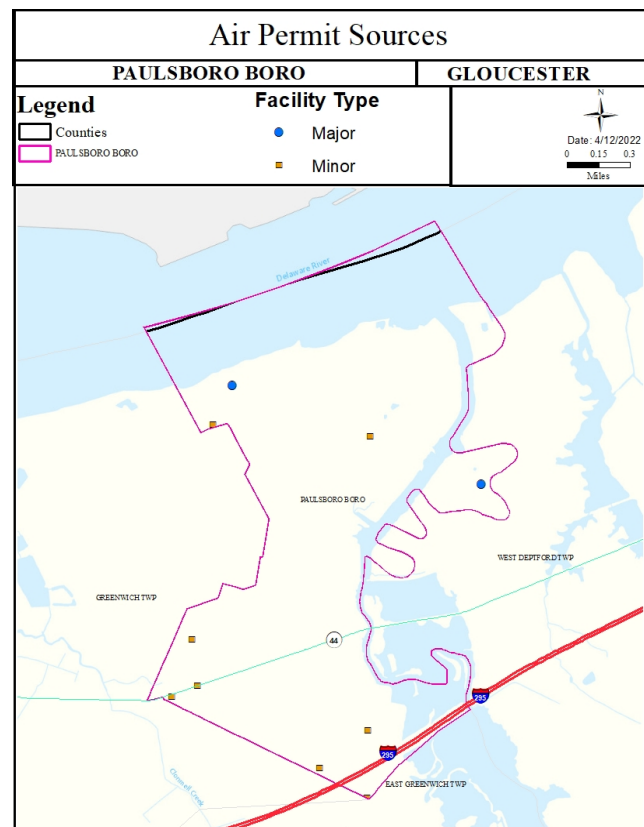 Air Permit Sources
PAULSBORO BORO
GLOUCESTER
Legend
Counties
PAULSBORO BORO
Facility Type
Major
Minor
N
Date: 4/12/2022
0 0.15 0.3
Miles
Delaware River
PAULSBORO BORO
WEST DEPTFORD TWP
GREENWICH TWP
44
295
295
EAST GREENWICH TWP